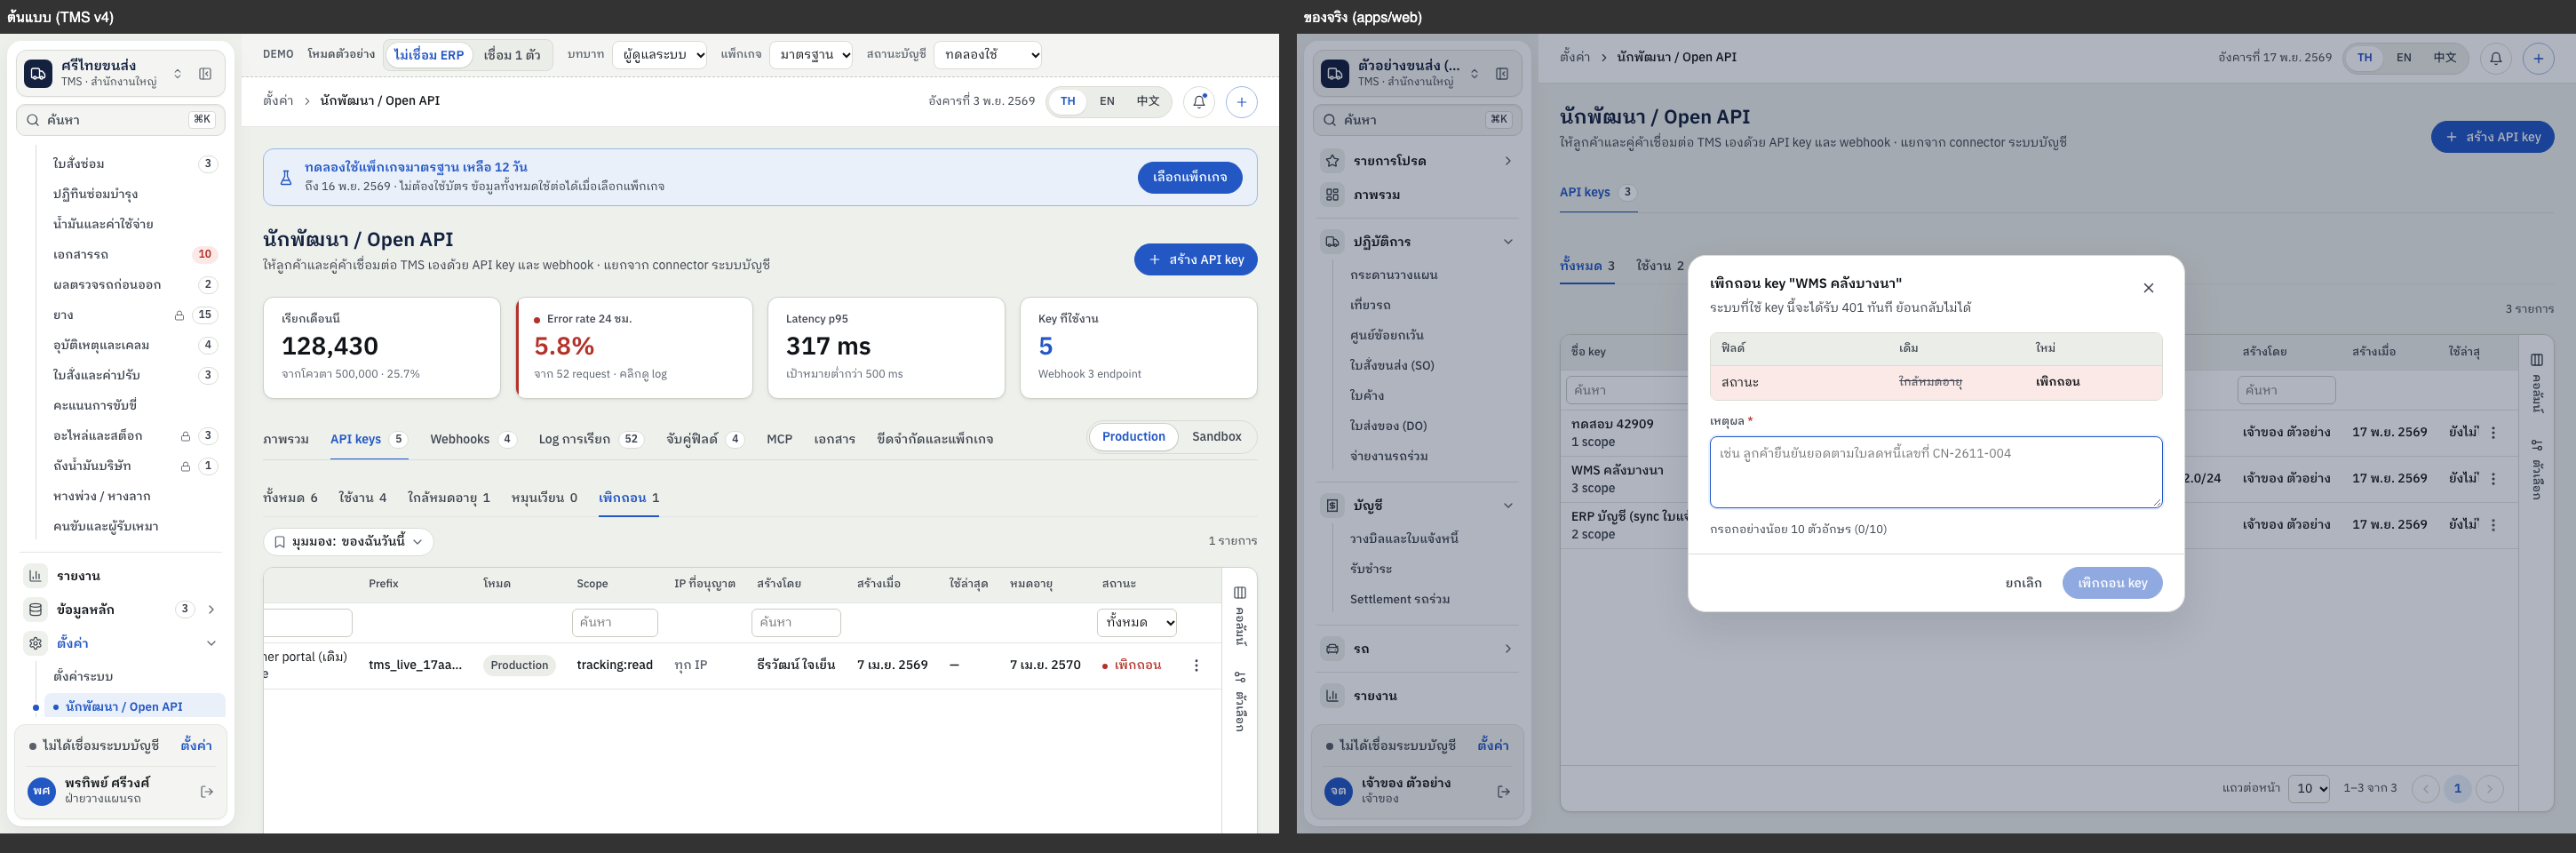 ต้นแบบ (TMS v4)
ศรีไทยขนส่ง
TMS · สำนักงานใหญ่
ค้นหา ⌘K
ใบสั่งซ่อม 3
ปฏิทินซ่อมบำรุง
น้ำมันและค่าใช้จ่าย
เอกสารรถ 10
ผลตรวจรถก่อนออก 2
ยาง 15
อุบัติเหตุและเคลม 4
ใบสั่งและค่าปรับ 3
คะแนนการขับขี่
อะไหล่และสต็อก 3
ถังน้ำมันบริษัท 1
หางพ่วง / หางลาก
คนขับและผู้รับเหมา
รายงาน
ข้อมูลหลัก 3
ตั้งค่า
ตั้งค่าระบบ
นักพัฒนา / Open API
ไม่ได้เชื่อมระบบบัญชี ตั้งค่า
พศ พรทิพย์ ศรีวงศ์
ฝ่ายวางแผนรถ
DEMO โหมดตัวอย่าง ไม่เชื่อม ERP เชื่อม 1 ตัว บทบาท ผู้ดูแลระบบ แพ็กเกจ มาตรฐาน สถานะบัญชี ทดลองใช้
ตั้งค่า > นักพัฒนา / Open API อังคารที่ 3 พ.ย. 2569 TH EN 中文
ทดลองใช้แพ็กเกจมาตรฐาน เหลือ 12 วัน
ถึง 16 พ.ย. 2569 · ไม่ต้องใช้บัตร ข้อมูลทั้งหมดใช้ต่อได้เมื่อเลือกแพ็กเกจ
เลือกแพ็กเกจ
นักพัฒนา / Open API
ให้ลูกค้าและคู่ค้าเชื่อมต่อ TMS เองด้วย API key และ webhook · แยกจาก connector ระบบบัญชี
+ สร้าง API key
เรียกเดือนนี้
128,430
จากโควตา 500,000 · 25.7%
Error rate 24 ชม.
5.8%
จาก 52 request · คลิกดู log
Latency p95
317 ms
เป้าหมายต่ำกว่า 500 ms
Key ที่ใช้งาน
5
Webhook 3 endpoint
ภาพรวม API keys 5 Webhooks 4 Log การเรียก 52 จับคู่ฟิลด์ 4 MCP เอกสาร ขีดจำกัดและแพ็กเกจ Production Sandbox
ทั้งหมด 6 ใช้งาน 4 ใกล้หมดอายุ 1 หมุนเวียน 0 เพิกถอน 1
มุมมอง: ของฉันวันนี้ 1 รายการ
Prefix โหมด Scope IP ที่อนุญาต สร้างโดย สร้างเมื่อ ใช้ล่าสุด หมดอายุ สถานะ
ค้นหา ค้นหา ทั้งหมด
ner portal (เดิม)
e
tms_live_17aa... Production tracking:read ทุก IP ธีรวัฒน์ ใจเย็น 7 เม.ย. 2569 — 7 เม.ย. 2570 เพิกถอน
คอลัมน์
ตัวเลือก
ของจริง (apps/web)
ตัวอย่างขนส่ง (...
TMS · สำนักงานใหญ่
ค้นหา ⌘K
รายการโปรด
ภาพรวม
ปฏิบัติการ
กระดานวางแผน
เที่ยวรถ
ศูนย์ข้อยกเว้น
ใบสั่งขนส่ง (SO)
ใบค้าง
ใบส่งของ (DO)
จ่ายงานรถร่วม
บัญชี
วางบิลและใบแจ้งหนี้
รับชำระ
Settlement รถร่วม
รถ
รายงาน
ไม่ได้เชื่อมระบบบัญชี ตั้งค่า
จต เจ้าของ ตัวอย่าง
เจ้าของ
ตั้งค่า > นักพัฒนา / Open API อังคารที่ 17 พ.ย. 2569 TH EN 中文
นักพัฒนา / Open API
ให้ลูกค้าและคู่ค้าเชื่อมต่อ TMS เองด้วย API key และ webhook · แยกจาก connector ระบบบัญชี
+ สร้าง API key
API keys 3
ทั้งหมด 3 ใช้งาน 2
3 รายการ
ชื่อ key สร้างโดย สร้างเมื่อ ใช้ล่าสุ
ค้นหา ค้นหา
ทดสอบ 42909
1 scope
เจ้าของ ตัวอย่าง 17 พ.ย. 2569 ยังไม่
WMS คลังบางนา
3 scope
2.0/24 เจ้าของ ตัวอย่าง 17 พ.ย. 2569 ยังไม่
ERP บัญชี (sync ใบแจ้
2 scope
เจ้าของ ตัวอย่าง 17 พ.ย. 2569 ยังไม่
คอลัมน์
ตัวเลือก
แถวต่อหน้า 10 1–3 จาก 3 1
เพิกถอน key "WMS คลังบางนา"
ระบบที่ใช้ key นี้จะได้รับ 401 ทันที ย้อนกลับไม่ได้
ฟิลด์ เดิม ใหม่
สถานะ ใกล้หมดอายุ เพิกถอน
เหตุผล *
เช่น ลูกค้ายืนยันยอดตามใบลดหนี้เลขที่ CN-2611-004
กรอกอย่างน้อย 10 ตัวอักษร (0/10)
ยกเลิก เพิกถอน key